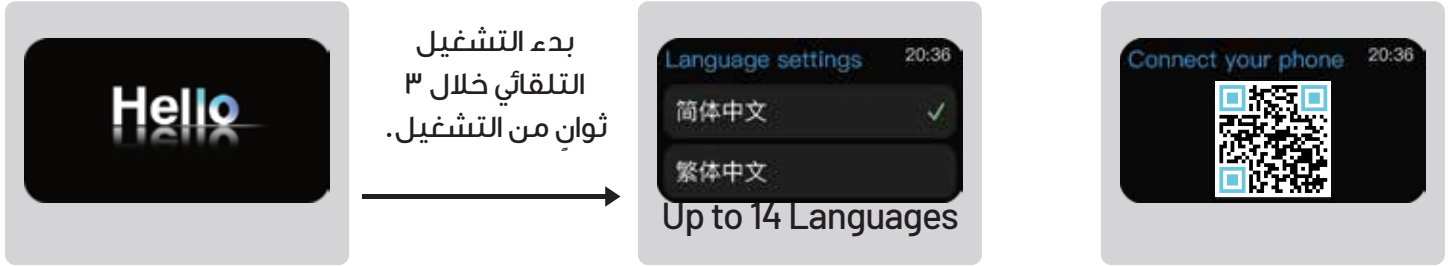 Hello
بدء التشغيل
التلقائي خلال ٣
ثوانٍ من التشغيل.
Language settings 20:36
简体中文 ✓
繁体中文
Up to 14 Languages
Connect your phone 20:36